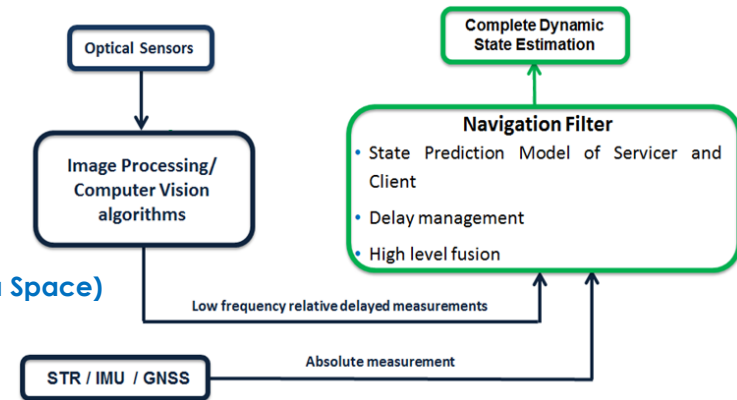 Complete Dynamic
State Estimation
Optical Sensors
Navigation Filter
• State Prediction Model of Servicer and
Client
• Delay management
• High level fusion
Image Processing/
Computer Vision
algorithms
Space)
Low frequency relative delayed measurements
Absolute measurement
STR / IMU / GNSS